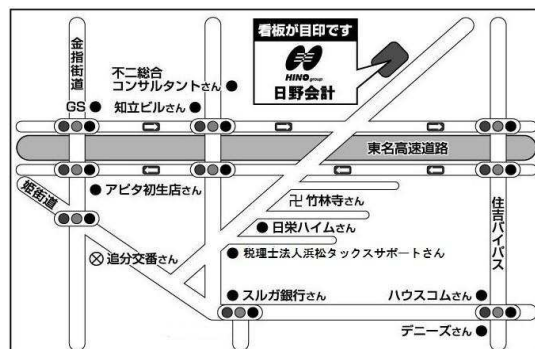 看板が目印です
HINO group
日野会計
金指街道
不二総合
コンサルタントさん
GS
知立ビルさん
東名高速道路
アピタ初生店さん
姫街道
卍 竹林寺さん
日栄ハイムさん
住吉バイパス
追分交番さん
税理士法人浜松タックスサポートさん
スルガ銀行さん
ハウスコムさん
デニーズさん